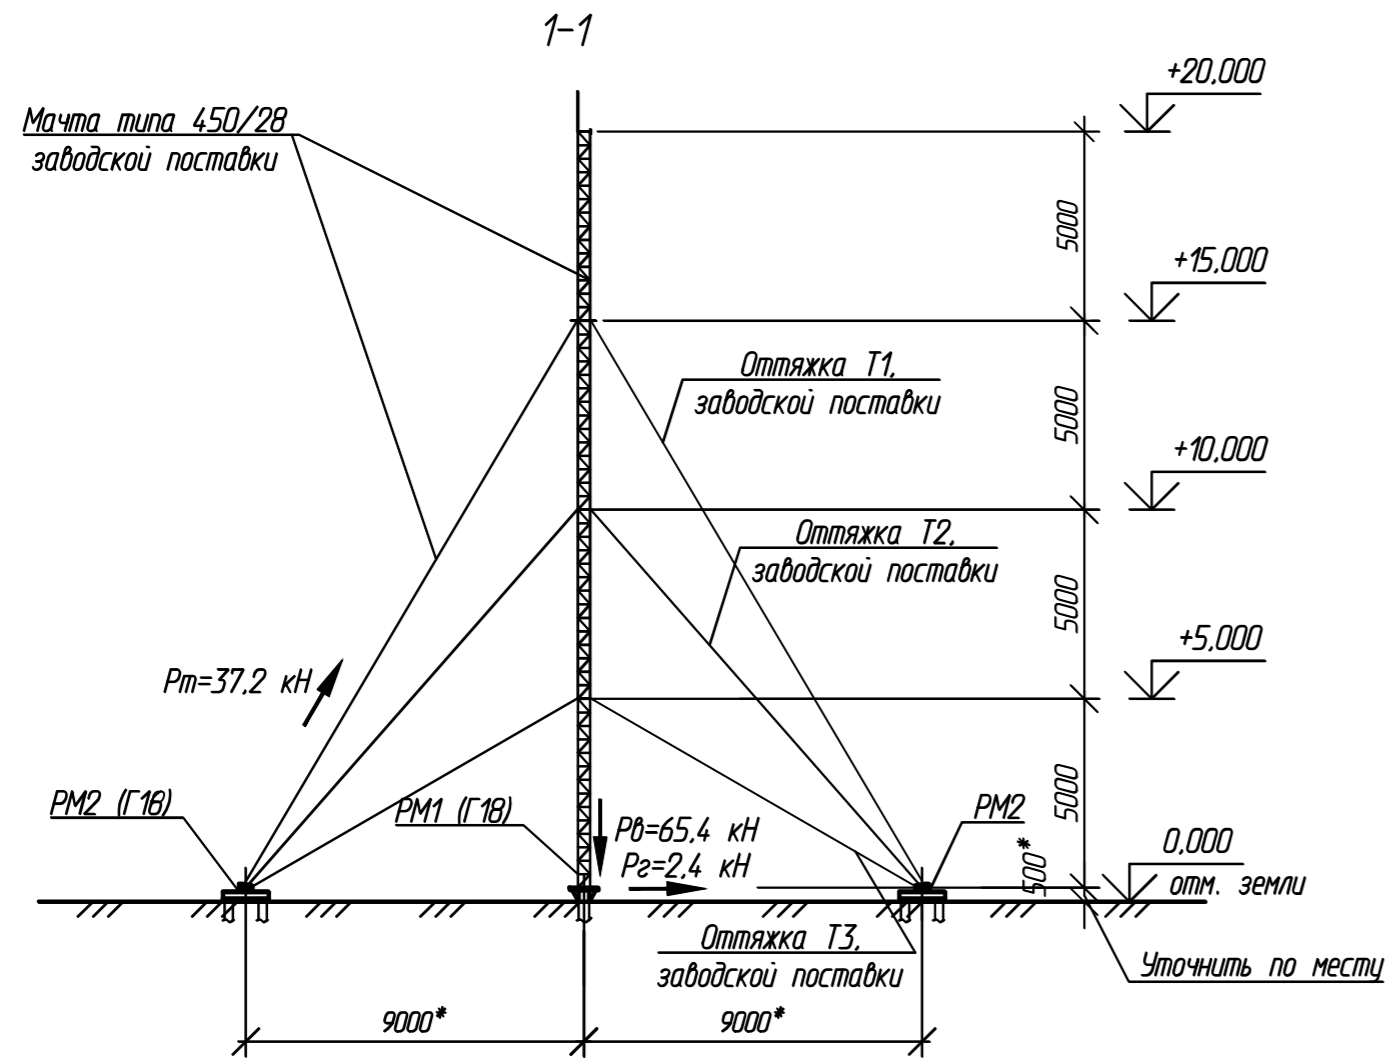 1-1
+20,000
Мачта типа 450/28
заводской поставки
5000
+15,000
Оттяжка Т1,
заводской поставки
5000
+10,000
Оттяжка Т2,
заводской поставки
5000
+5,000
Рт=37,2 кН
РМ2 (Г16)
РМ1 (Г18)
Рв=65,4 кН
Рг=2,4 кН
РМ2
5000
500*
0,000
отм. земли
Оттяжка Т3,
заводской поставки
Уточнить по месту
9000*
9000*